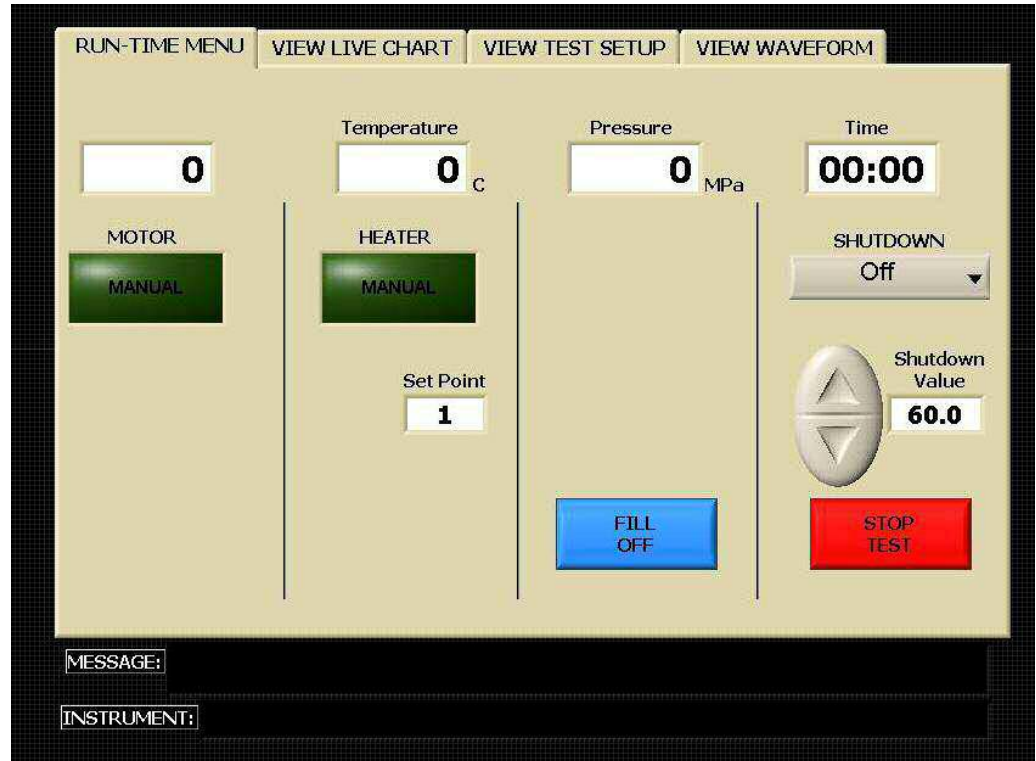 RUN-TIME MENU
VIEW LIVE CHART
VIEW TEST SETUP
VIEW WAVEFORM
Temperature
Pressure
Time
0
0 C
0 MPa
00:00
MOTOR
HEATER
SHUTDOWN
MANUAL
MANUAL
Off
Set Point
1
Shutdown
Value
60.0
FILL
OFF
STOP
TEST
MESSAGE:
INSTRUMENT: